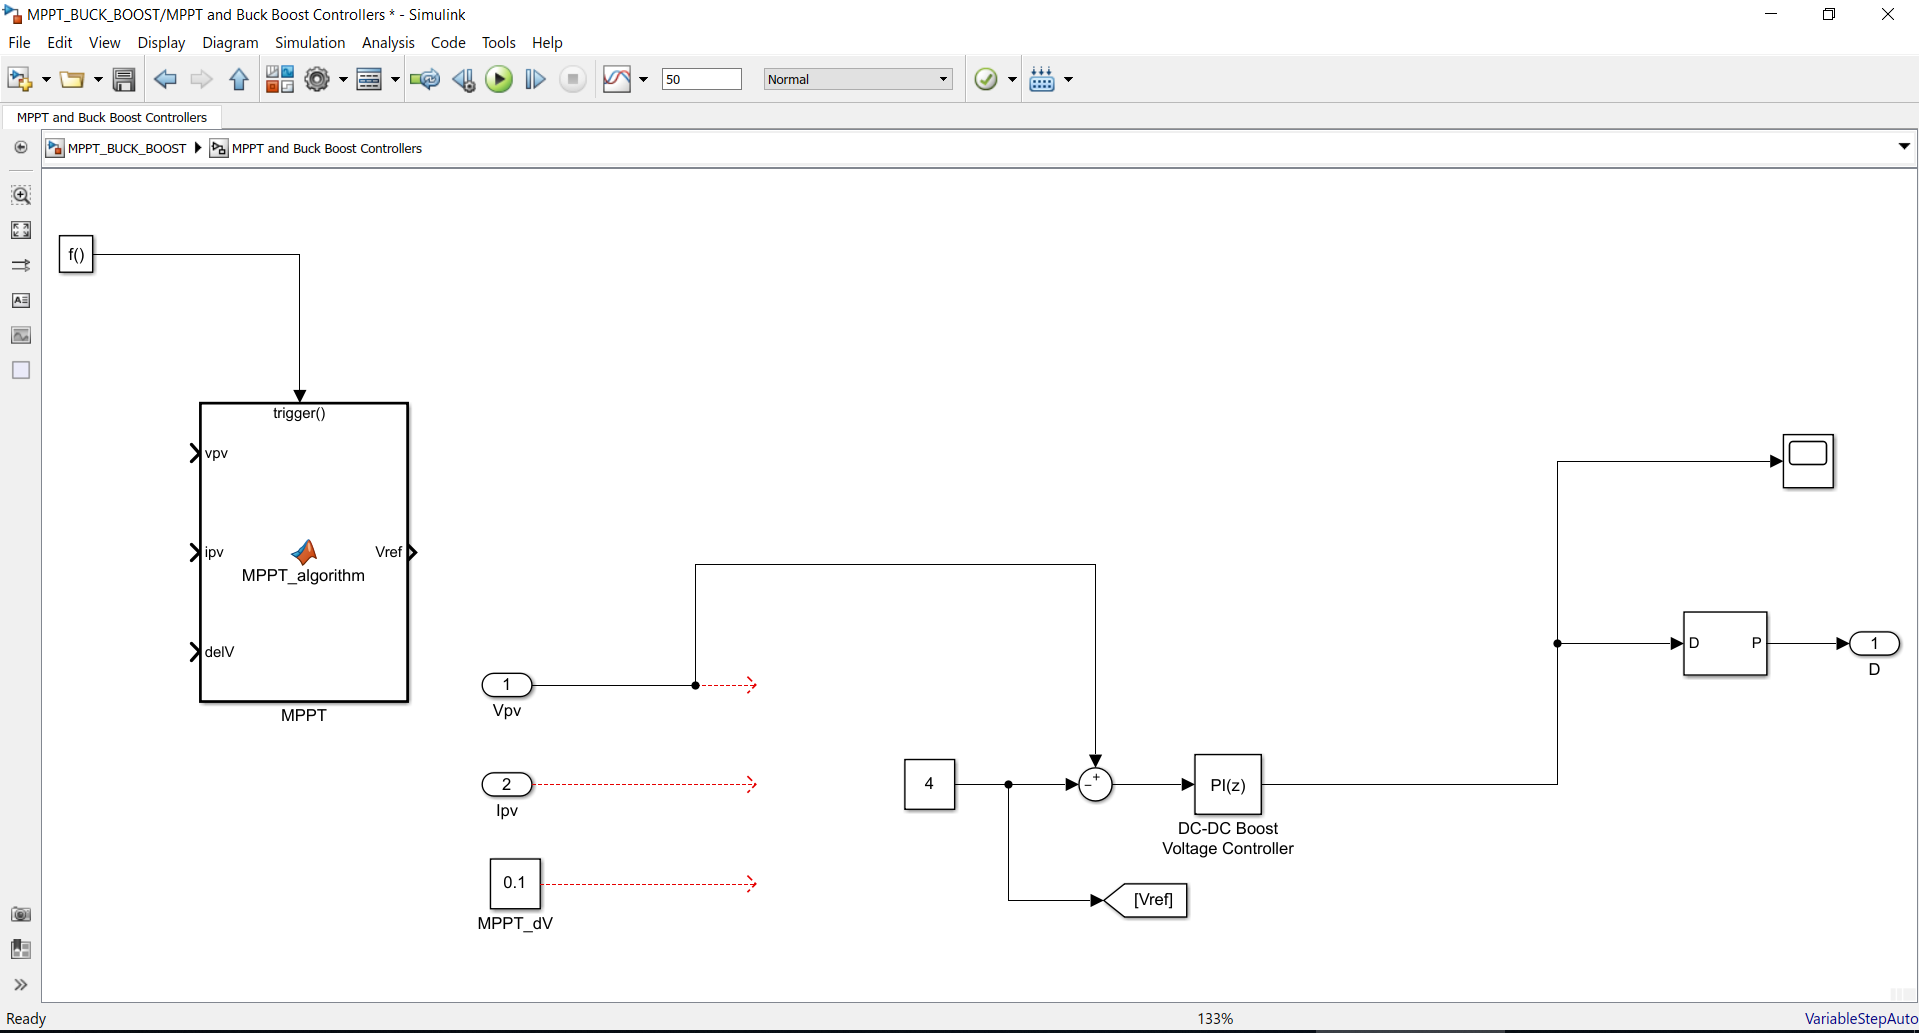 MPPT_BUCK_BOOST/MPPT and Buck Boost Controllers * - Simulink
File Edit View Display Diagram Simulation Analysis Code Tools Help
50 Normal
MPPT and Buck Boost Controllers
MPPT_BUCK_BOOST MPPT and Buck Boost Controllers
f()
trigger()
vpv
ipv
Vref
MPPT_algorithm
delV
MPPT
1
Vpv
2
Ipv
0.1
MPPT_dV
4
- +
PI(z)
DC-DC Boost
Voltage Controller
[Vref]
D P
1
D
Ready 133% VariableStepAuto